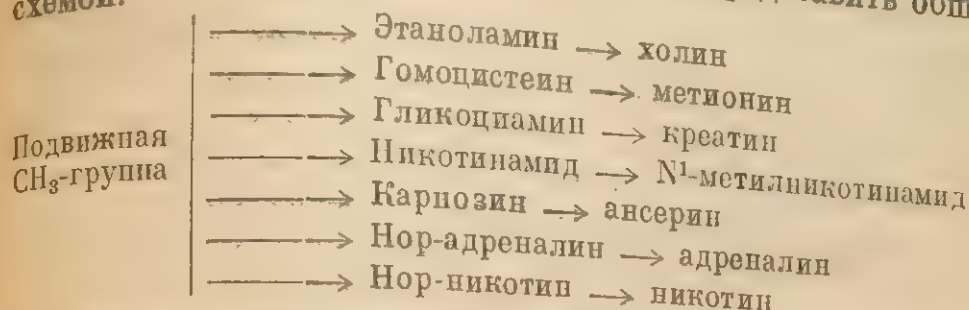 схемой:
Этаноламин → холин
Гомоцистеин → метионин
Гликоциамин → креатин
Подвижная
CH₃-группа
Никотинамид → N¹-метилникотинамид
Карнозин → ансерин
Нор-адреналин → адреналин
Нор-никотин → никотин